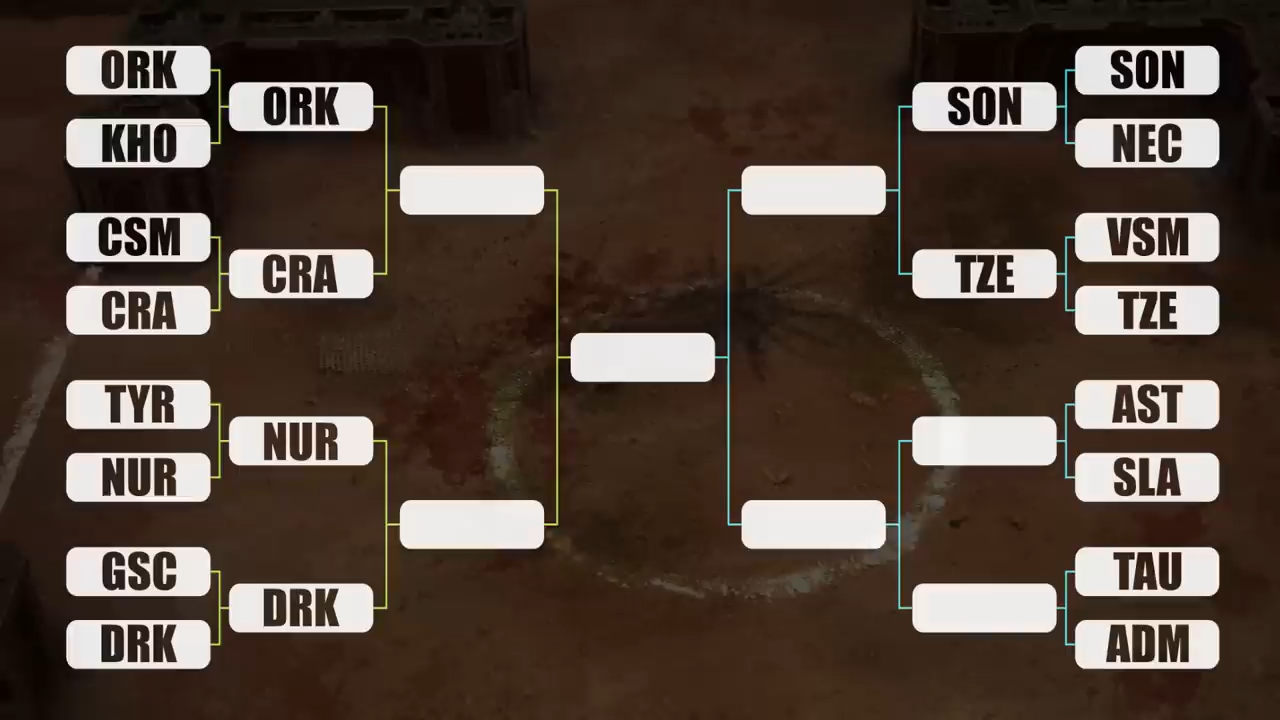 ORK
KHO
CSM
CRA
TYR
NUR
GSC
DRK
ORK
CRA
NUR
DRK
SON
TZE
SON
NEC
VSM
TZE
AST
SLA
TAU
ADM